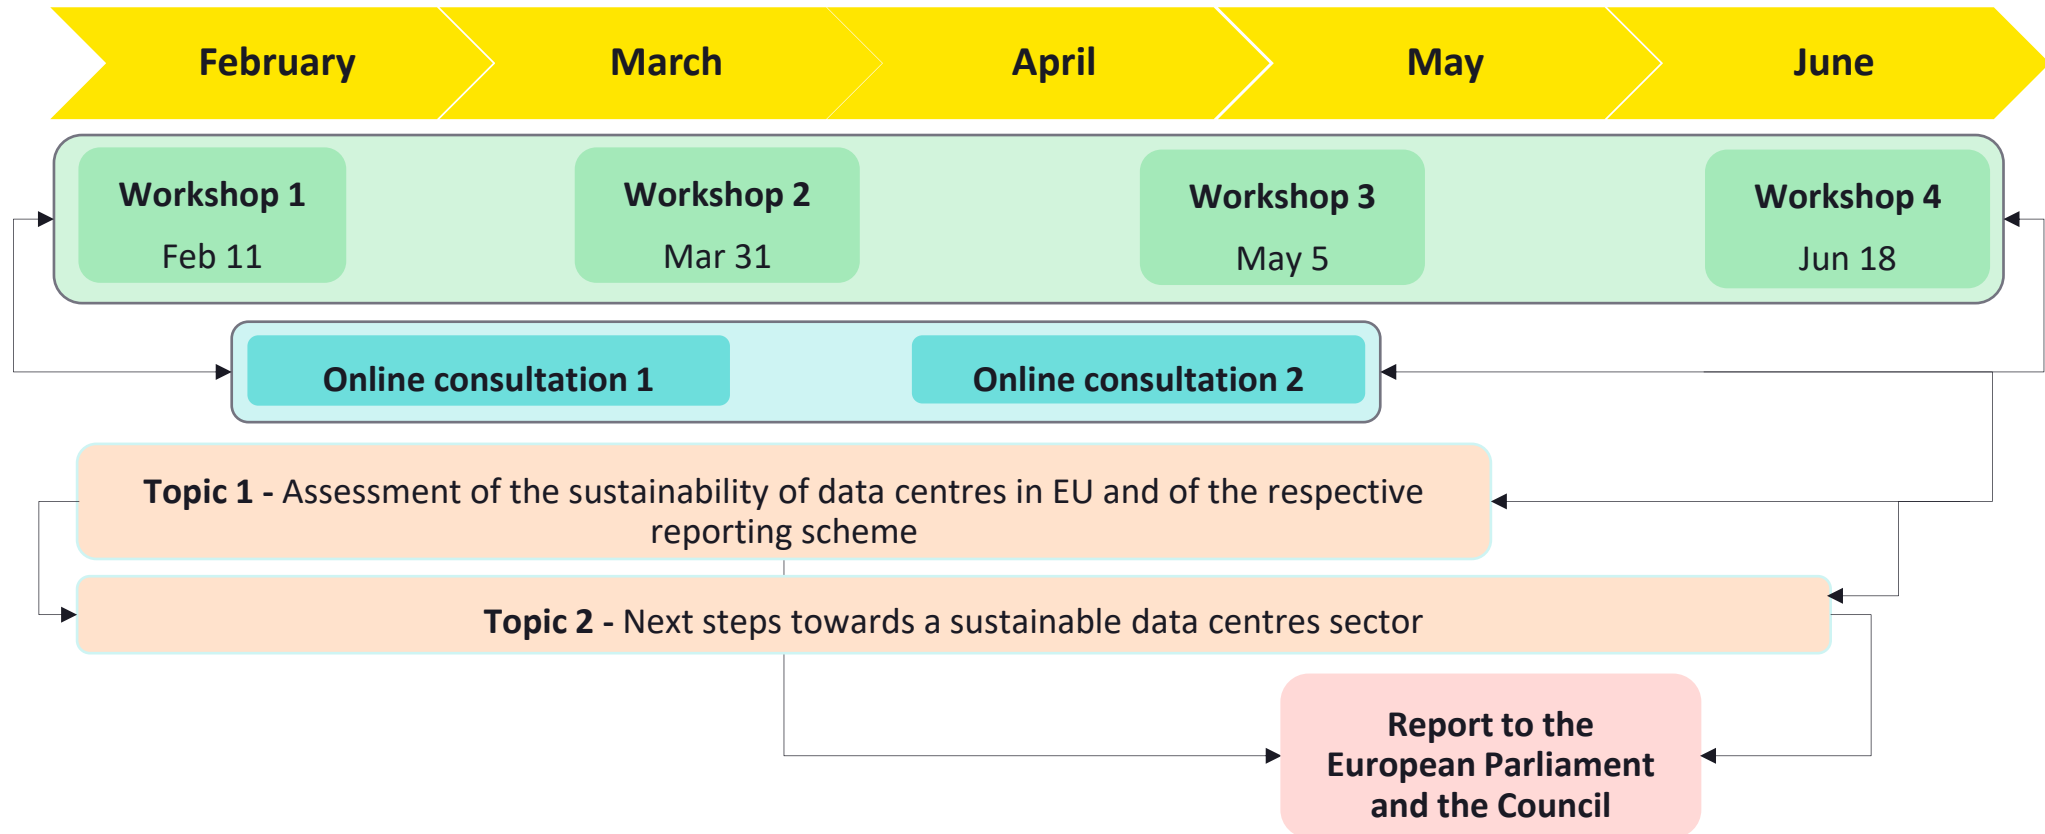 February
March
April
May
June
Workshop 1
Feb 11
Workshop 2
Mar 31
Workshop 3
May 5
Workshop 4
Jun 18
Online consultation 1
Online consultation 2
Topic 1 - Assessment of the sustainability of data centres in EU and of the respective
reporting scheme
Topic 2 - Next steps towards a sustainable data centres sector
Report to the
European Parliament
and the Council